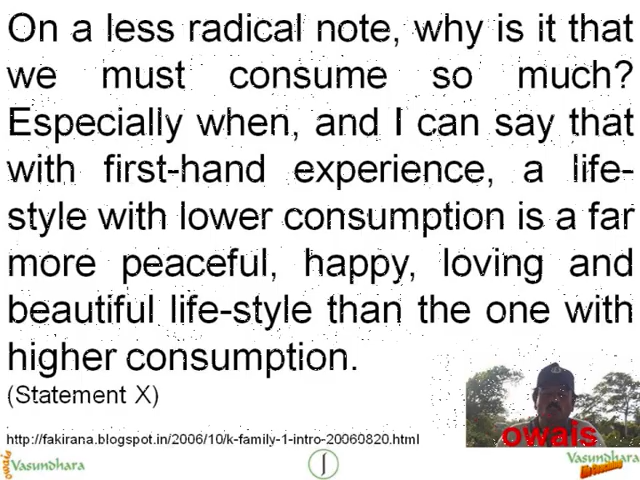 On a less radical note, why is it that
we must consume so much?
Especially when, and I can say that
with first-hand experience, a life-
style with lower consumption is a far
more peaceful, happy, loving and
beautiful life-style than the one with
higher consumption.
(Statement X)
http://fakirana.blogspot.in/2006/10/k-family-1-intro-20060820.html
owais
owais
Vasundhara
Vasundhara